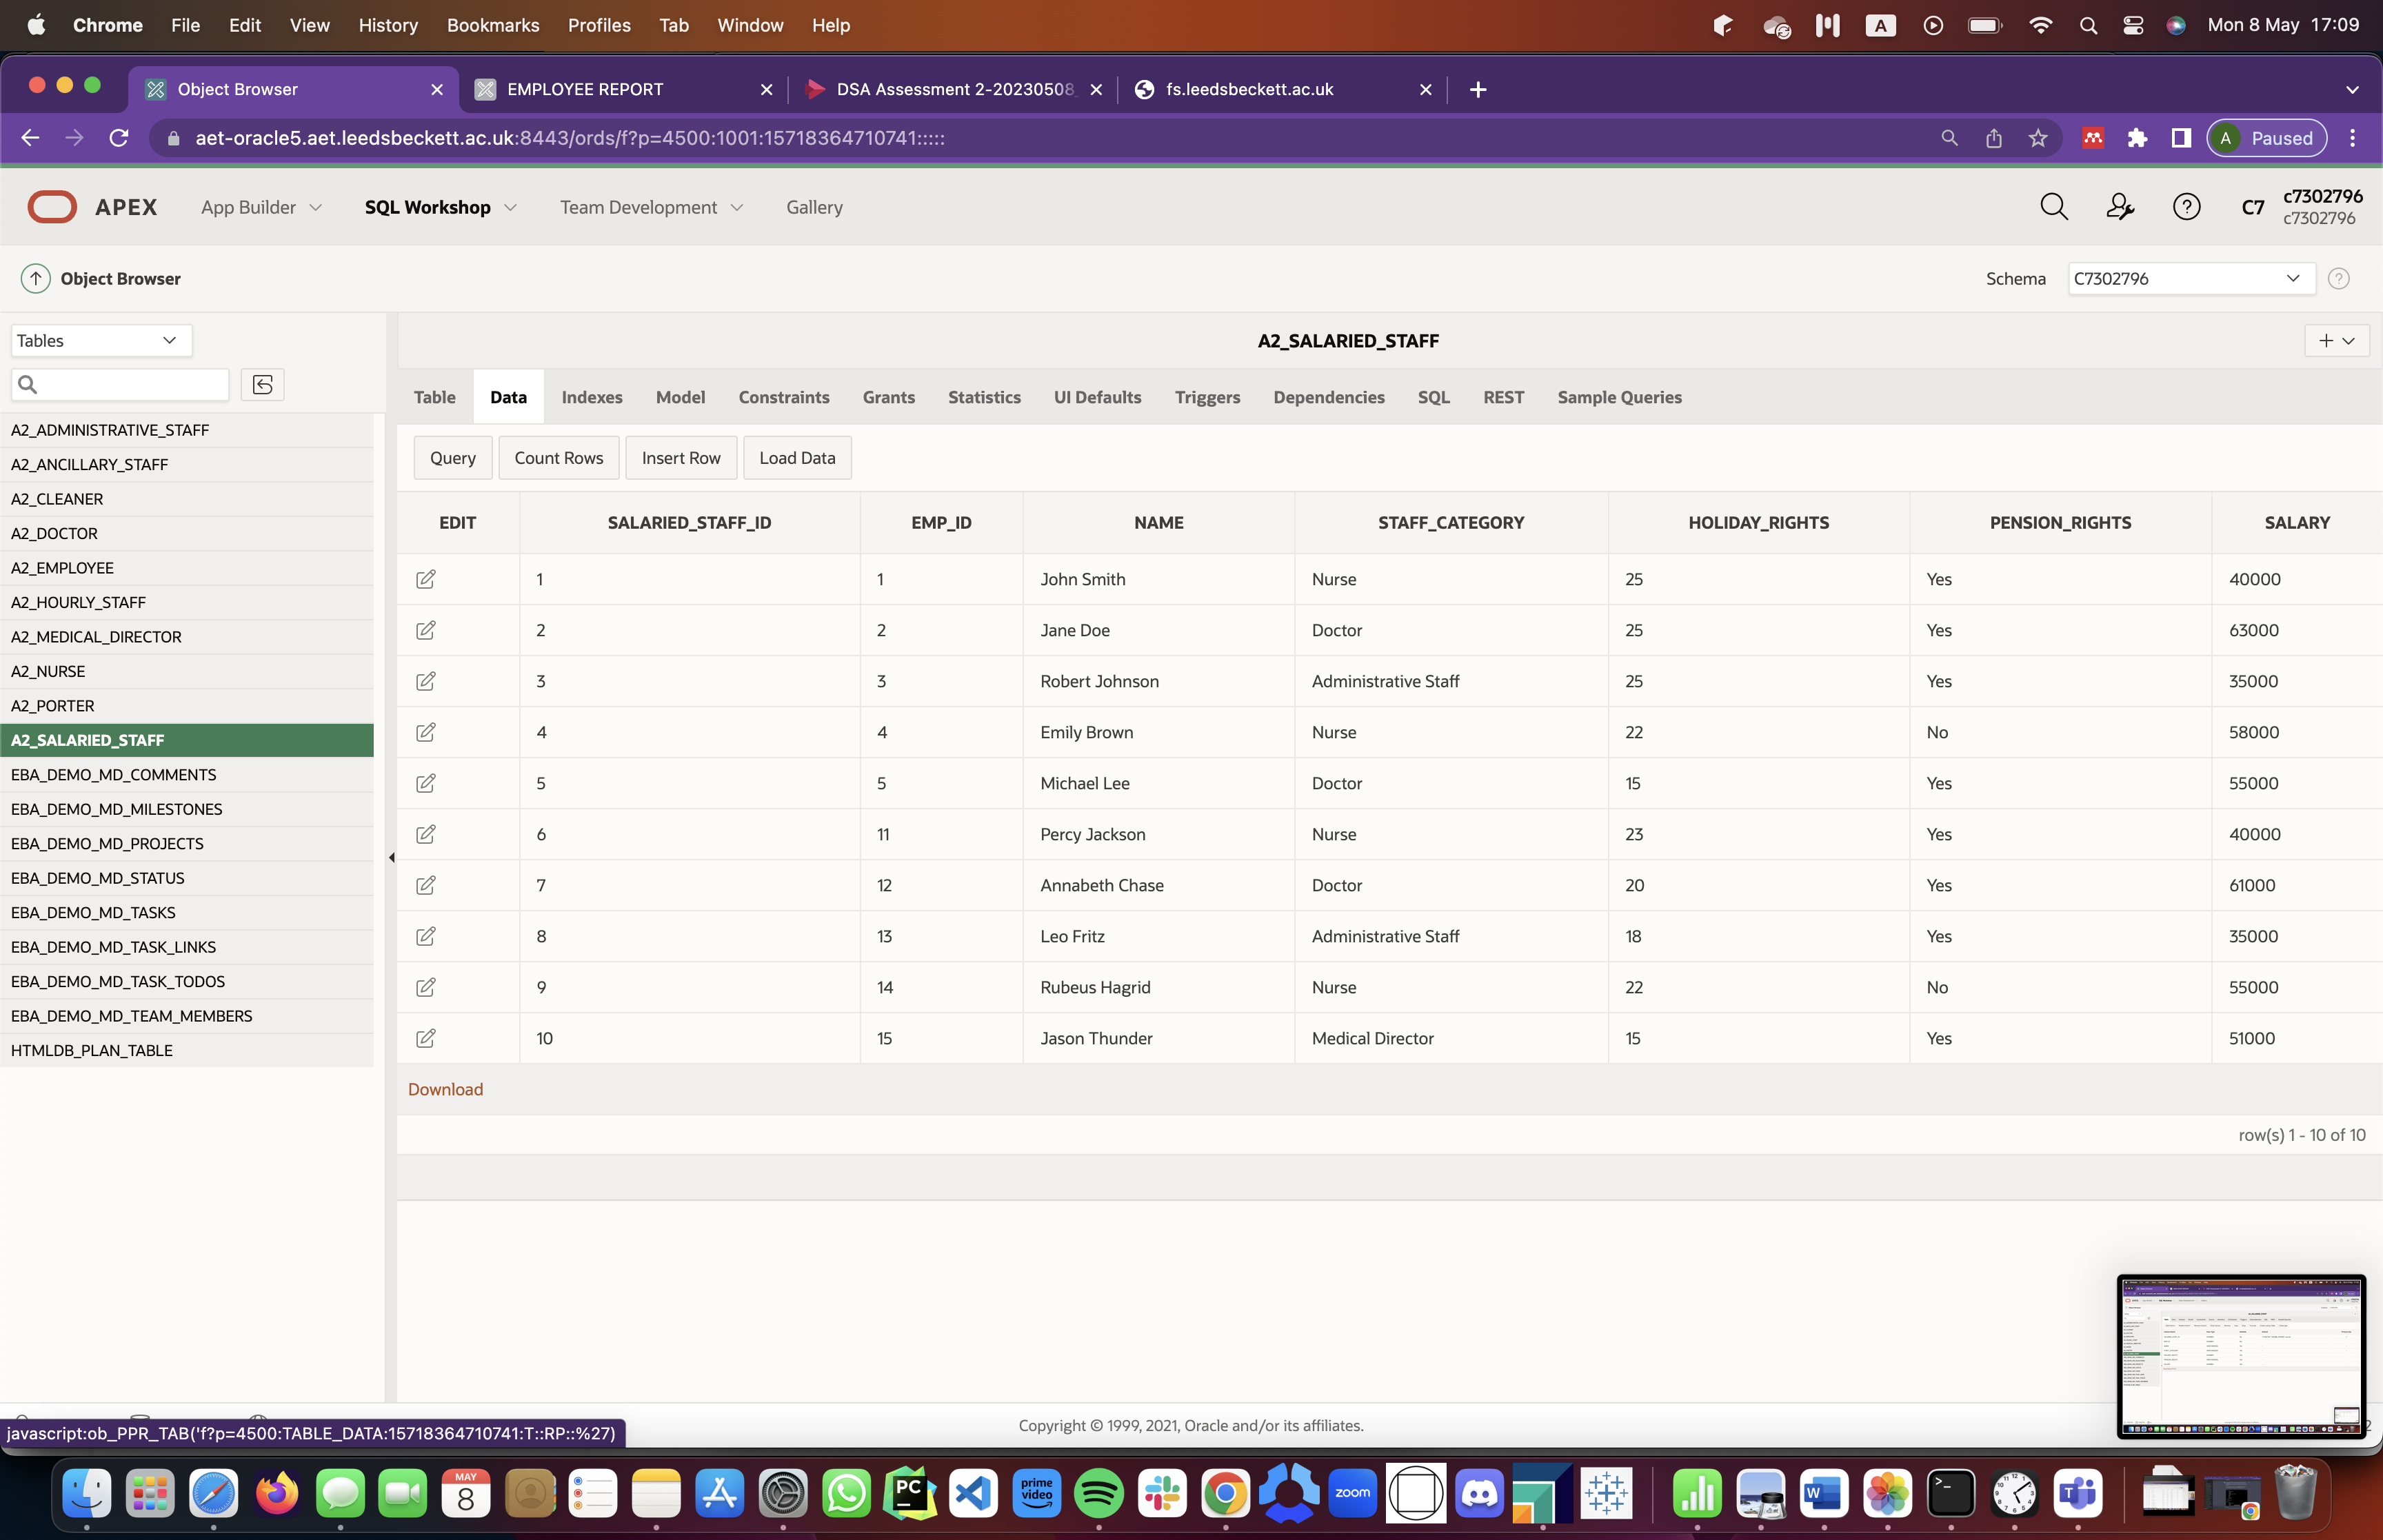 Chrome File Edit View History Bookmarks Profiles Tab Window Help A Mon 8 May 17:09
Object Browser EMPLOYEE REPORT DSA Assessment 2-20230508 fs.leedsbeckett.ac.uk
aet-oracle5.aet.leedsbeckett.ac.uk:8443/ords/f?p=4500:1001:15718364710741::::: A Paused
APEX App Builder SQL Workshop Team Development Gallery C7 c7302796
c7302796
Object Browser Schema C7302796
Tables
A2_SALARIED_STAFF
Table Data Indexes Model Constraints Grants Statistics UI Defaults Triggers Dependencies SQL REST Sample Queries
Query Count Rows Insert Row Load Data
A2_ADMINISTRATIVE_STAFF
A2_ANCILLARY_STAFF
A2_CLEANER
A2_DOCTOR
A2_EMPLOYEE
A2_HOURLY_STAFF
A2_MEDICAL_DIRECTOR
A2_NURSE
A2_PORTER
A2_SALARIED_STAFF
EBA_DEMO_MD_COMMENTS
EBA_DEMO_MD_MILESTONES
EBA_DEMO_MD_PROJECTS
EBA_DEMO_MD_STATUS
EBA_DEMO_MD_TASKS
EBA_DEMO_MD_TASK_LINKS
EBA_DEMO_MD_TASK_TODOS
EBA_DEMO_MD_TEAM_MEMBERS
HTMLDB_PLAN_TABLE
EDIT SALARIED_STAFF_ID EMP_ID NAME STAFF_CATEGORY HOLIDAY_RIGHTS PENSION_RIGHTS SALARY
1 1 John Smith Nurse 25 Yes 40000
2 2 Jane Doe Doctor 25 Yes 63000
3 3 Robert Johnson Administrative Staff 25 Yes 35000
4 4 Emily Brown Nurse 22 No 58000
5 5 Michael Lee Doctor 15 Yes 55000
6 11 Percy Jackson Nurse 23 Yes 40000
7 12 Annabeth Chase Doctor 20 Yes 61000
8 13 Leo Fritz Administrative Staff 18 Yes 35000
9 14 Rubeus Hagrid Nurse 22 No 55000
10 15 Jason Thunder Medical Director 15 Yes 51000
Download
row(s) 1 - 10 of 10
Copyright © 1999, 2021, Oracle and/or its affiliates.
javascript:ob_PPR_TAB('f?p=4500:TABLE_DATA:15718364710741:T::RP::%27)
MAY
8
PC
prime
video
zoom
W
T